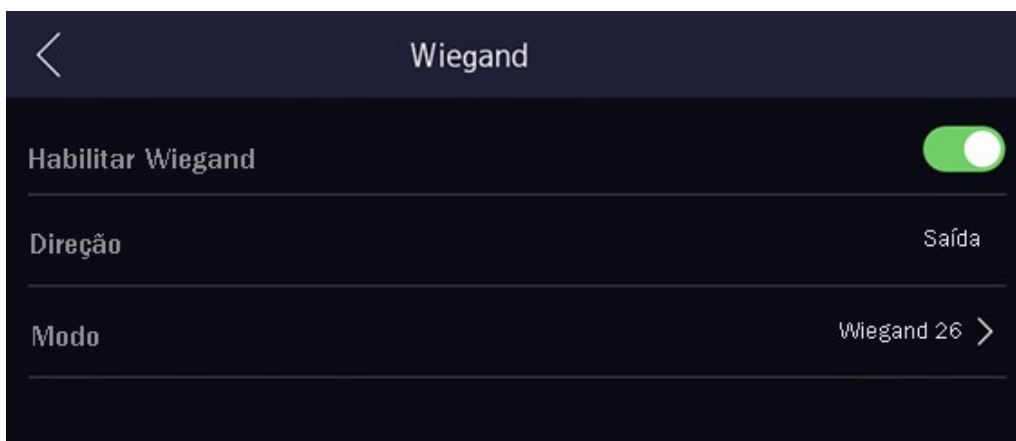 Wiegand
Habilitar Wiegand
Direção
Saída
Modo
Wiegand 26